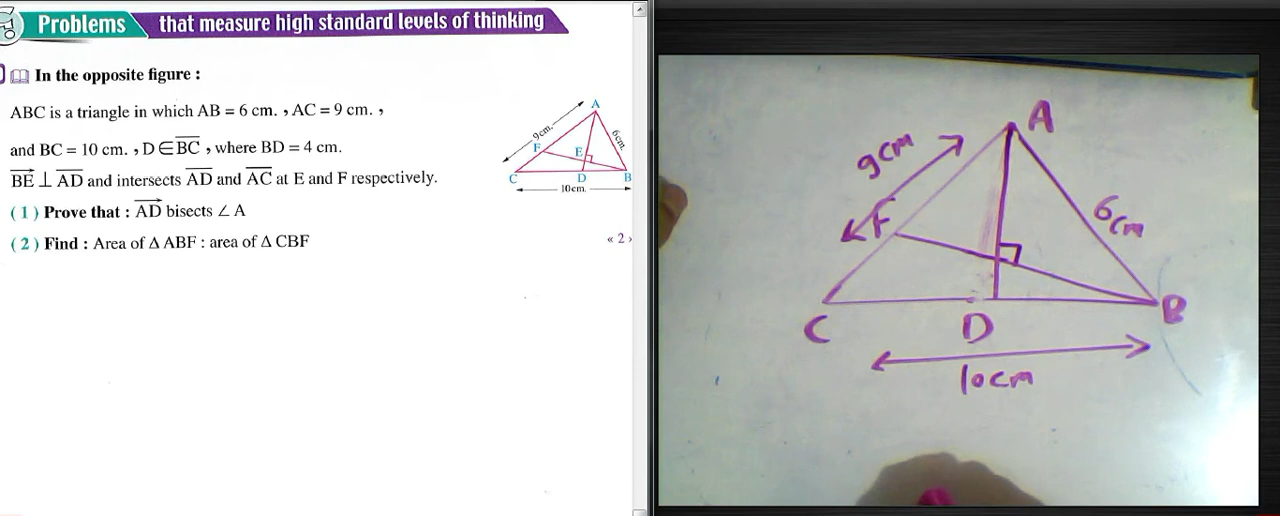 Problems that measure high standard levels of thinking
In the opposite figure :
ABC is a triangle in which AB = 6 cm. , AC = 9 cm. ,
and BC = 10 cm. , D ∈ BC , where BD = 4 cm.
BE ⊥ AD and intersects AD and AC at E and F respectively.
( 1 ) Prove that : AD bisects ∠ A
( 2 ) Find : Area of Δ ABF : area of Δ CBF
« 2 »
A
9cm.
6cm.
F
E
C
D
B
10cm.
A
9cm
6cm
F
C
D
B
10cm